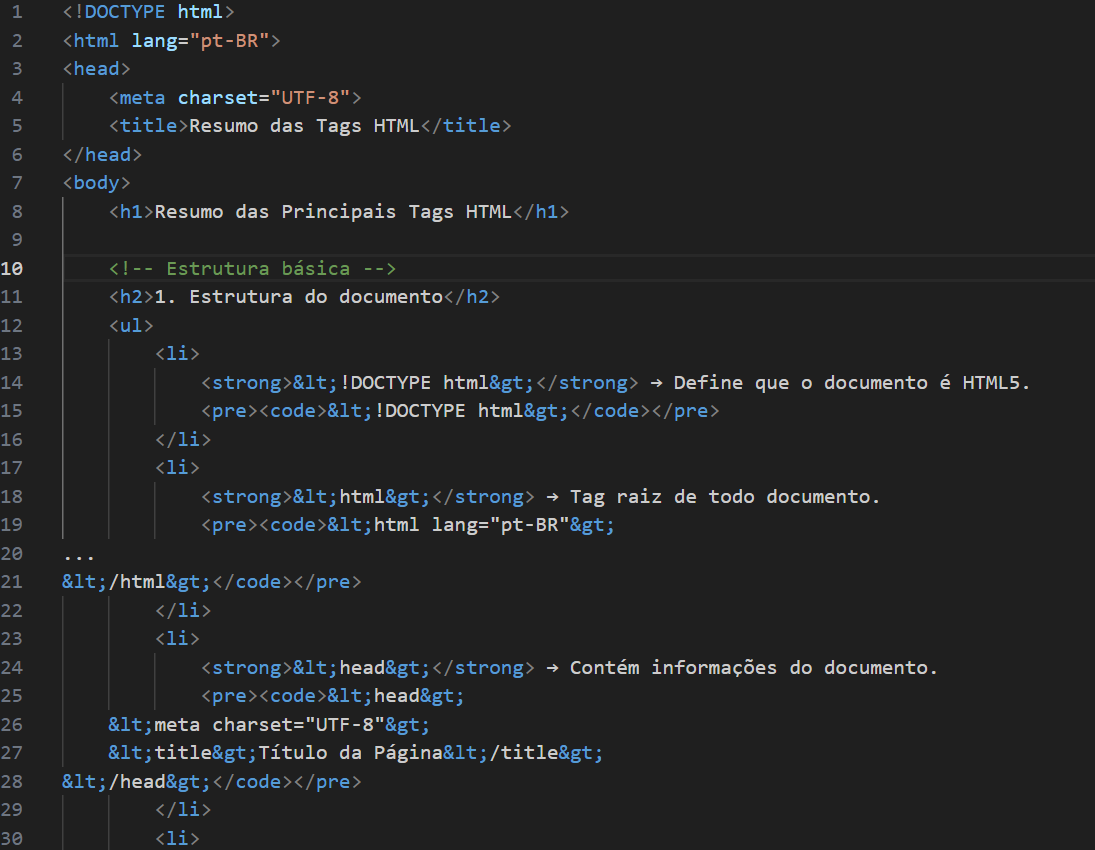 1 <!DOCTYPE html>
2 <html lang="pt-BR">
3 <head>
4     <meta charset="UTF-8">
5     <title>Resumo das Tags HTML</title>
6 </head>
7 <body>
8     <h1>Resumo das Principais Tags HTML</h1>
9
10     <!-- Estrutura básica -->
11     <h2>1. Estrutura do documento</h2>
12     <ul>
13         <li>
14             <strong>&lt;!DOCTYPE html&gt;</strong> → Define que o documento é HTML5.
15             <pre><code>&lt;!DOCTYPE html&gt;</code></pre>
16         </li>
17         <li>
18             <strong>&lt;html&gt;</strong> → Tag raiz de todo documento.
19             <pre><code>&lt;html lang="pt-BR"&gt;
20 ...
21 &lt;/html&gt;</code></pre>
22         </li>
23         <li>
24             <strong>&lt;head&gt;</strong> → Contém informações do documento.
25             <pre><code>&lt;head&gt;
26     &lt;meta charset="UTF-8"&gt;
27     &lt;title&gt;Título da Página&lt;/title&gt;
28 &lt;/head&gt;</code></pre>
29         </li>
30         <li>